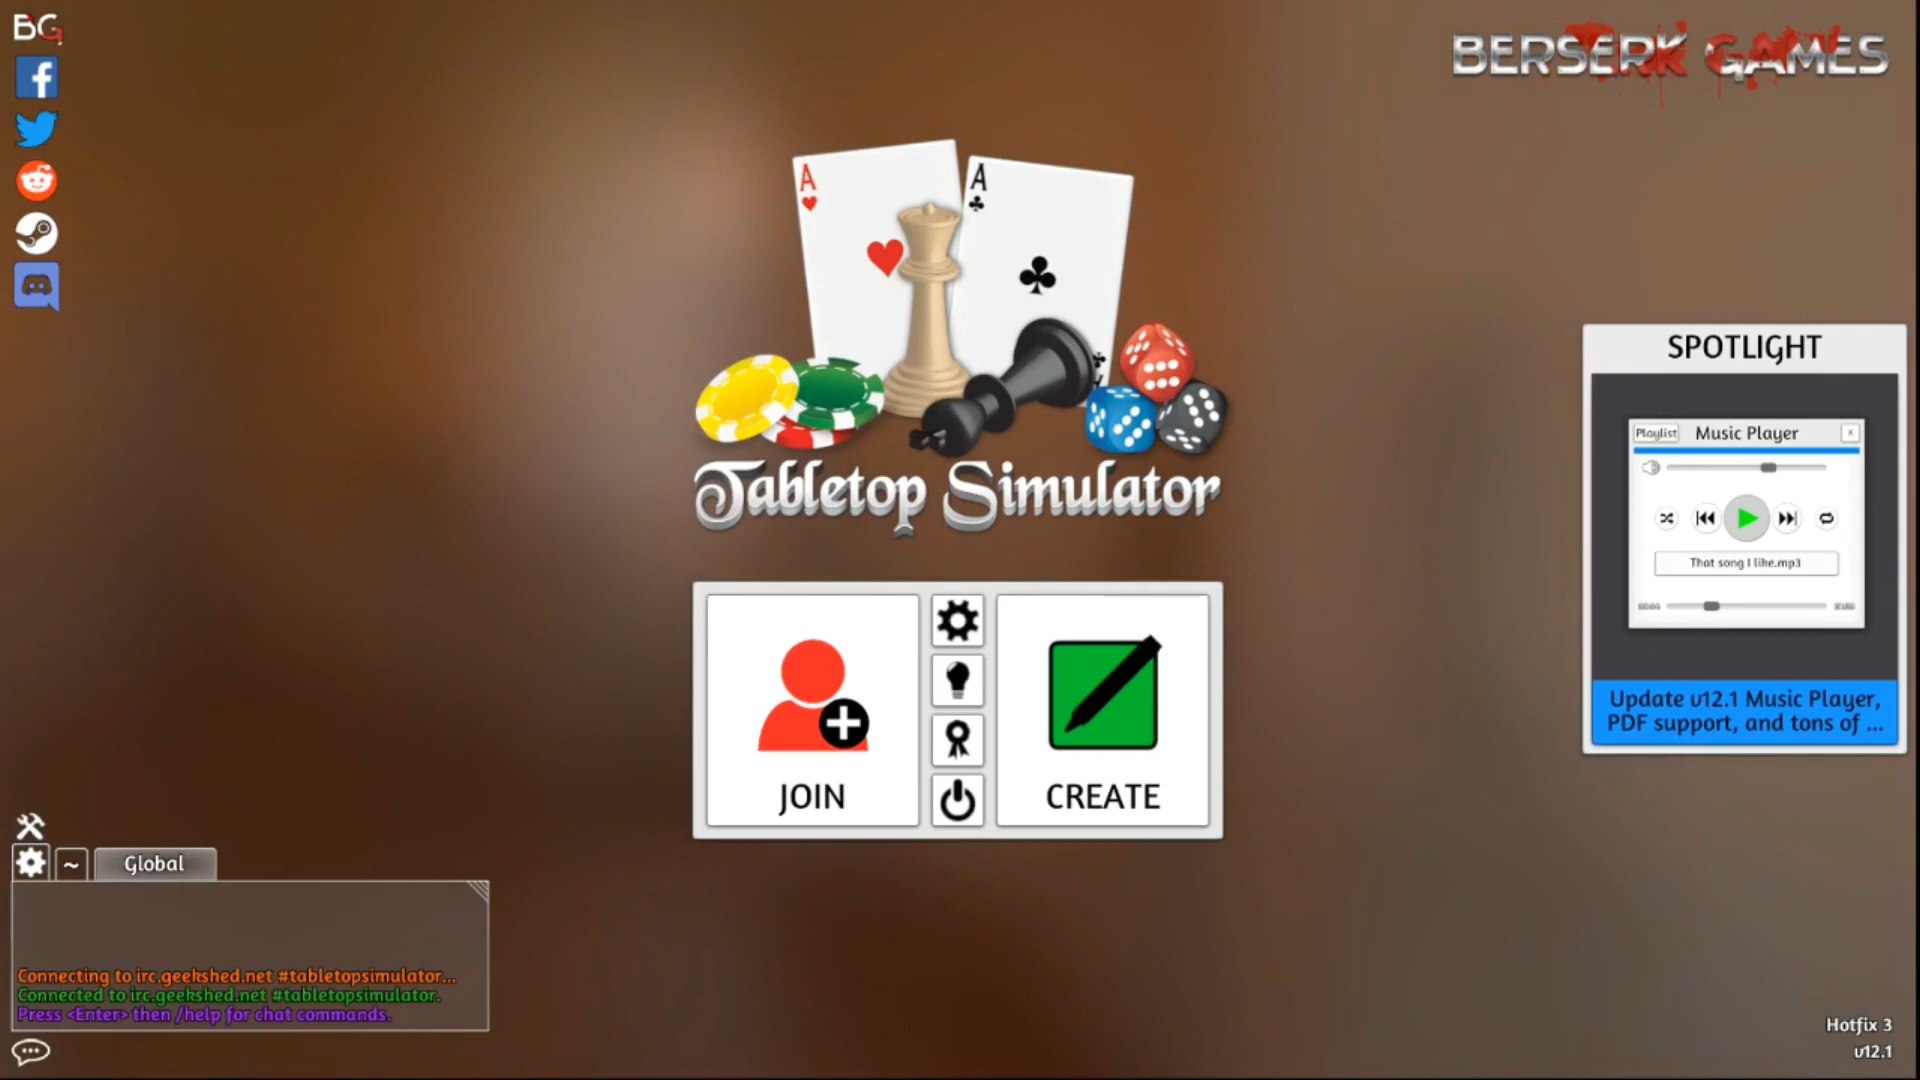 BG
BERSERK GAMES
A
A
A
Tabletop Simulator
SPOTLIGHT
Playlist Music Player x
That song I like.mp3
Update v12.1 Music Player,
PDF support, and tons of ...
JOIN
CREATE
~ Global
Connecting to irc.geekshed.net #tabletopsimulator...
Connected to irc.geekshed.net #tabletopsimulator.
Press <Enter> then /help for chat commands.
Hotfix 3
v12.1